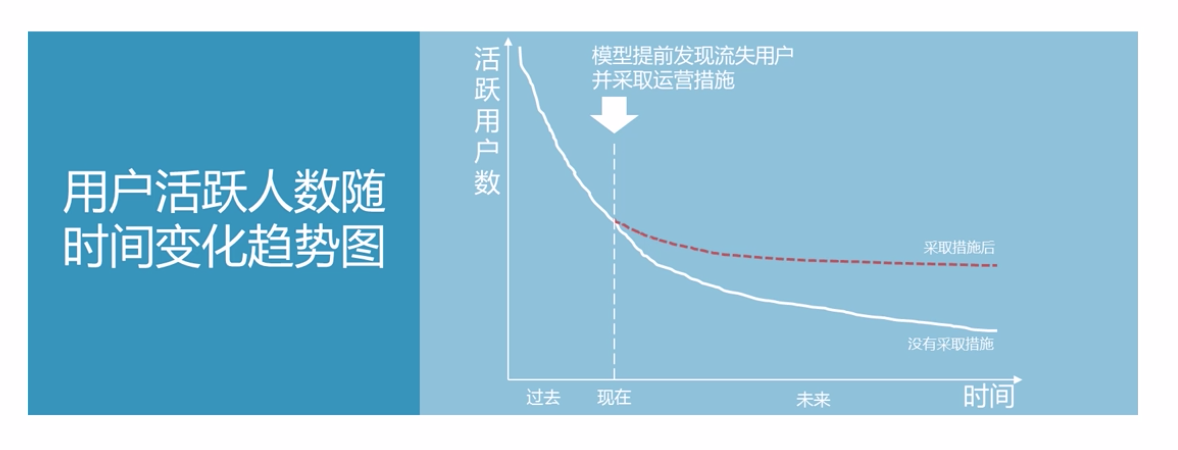 用户活跃人数随
时间变化趋势图
活跃用户数
模型提前发现流失用户
并采取运营措施
采取措施后
没有采取措施
过去
现在
未来
时间